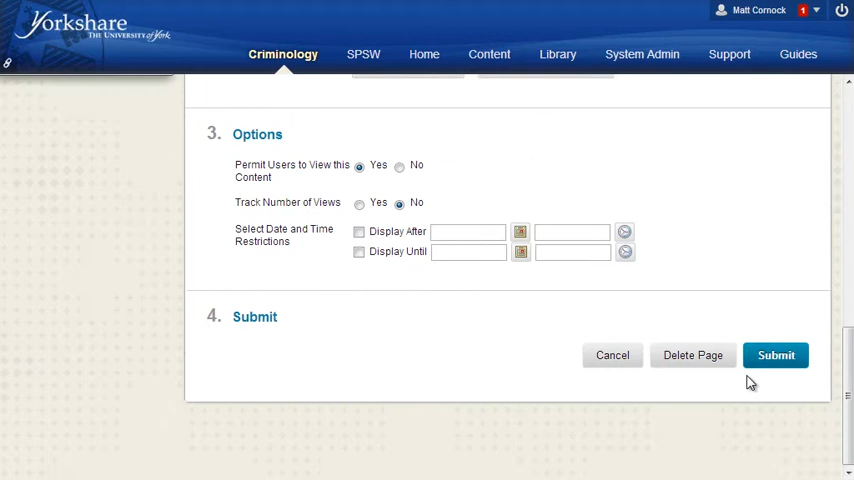 Matt Cornock 1
Yorkshare
THE UNIVERSITY of York
Criminology SPSW Home Content Library System Admin Support Guides
3. Options
Permit Users to View this Content Yes No
Track Number of Views Yes No
Select Date and Time Restrictions Display After
Display Until
4. Submit
Cancel Delete Page Submit